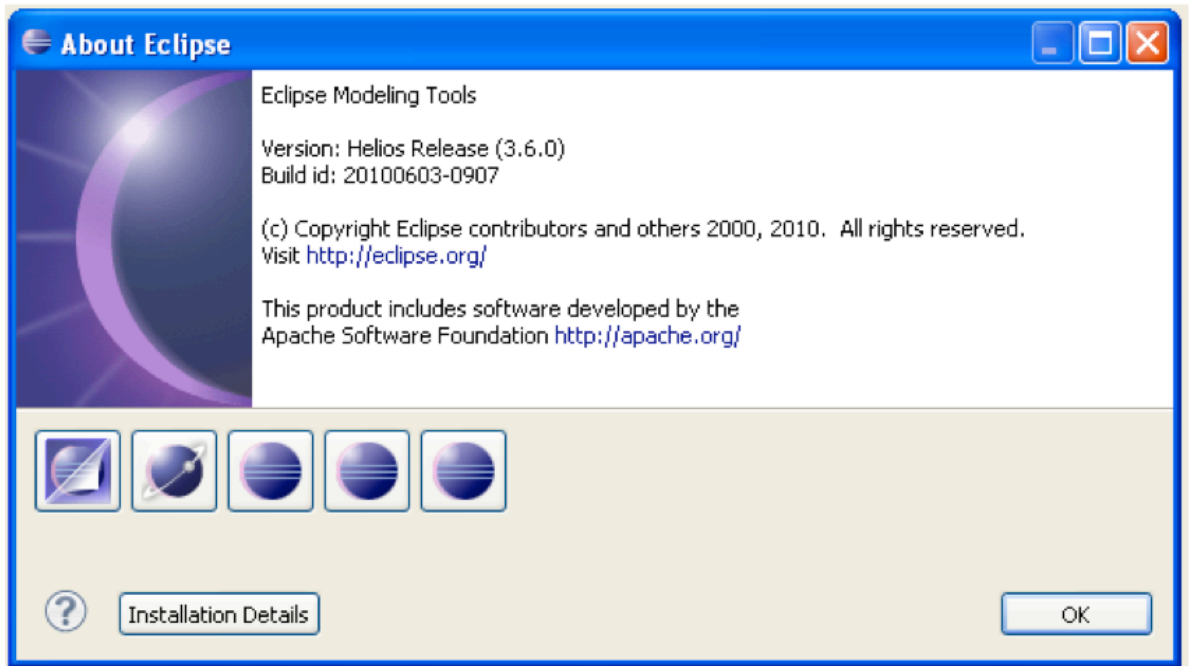 About Eclipse
Eclipse Modeling Tools
Version: Helios Release (3.6.0)
Build id: 20100603-0907
(c) Copyright Eclipse contributors and others 2000, 2010.  All rights reserved.
Visit http://eclipse.org/
This product includes software developed by the
Apache Software Foundation http://apache.org/
? Installation Details OK